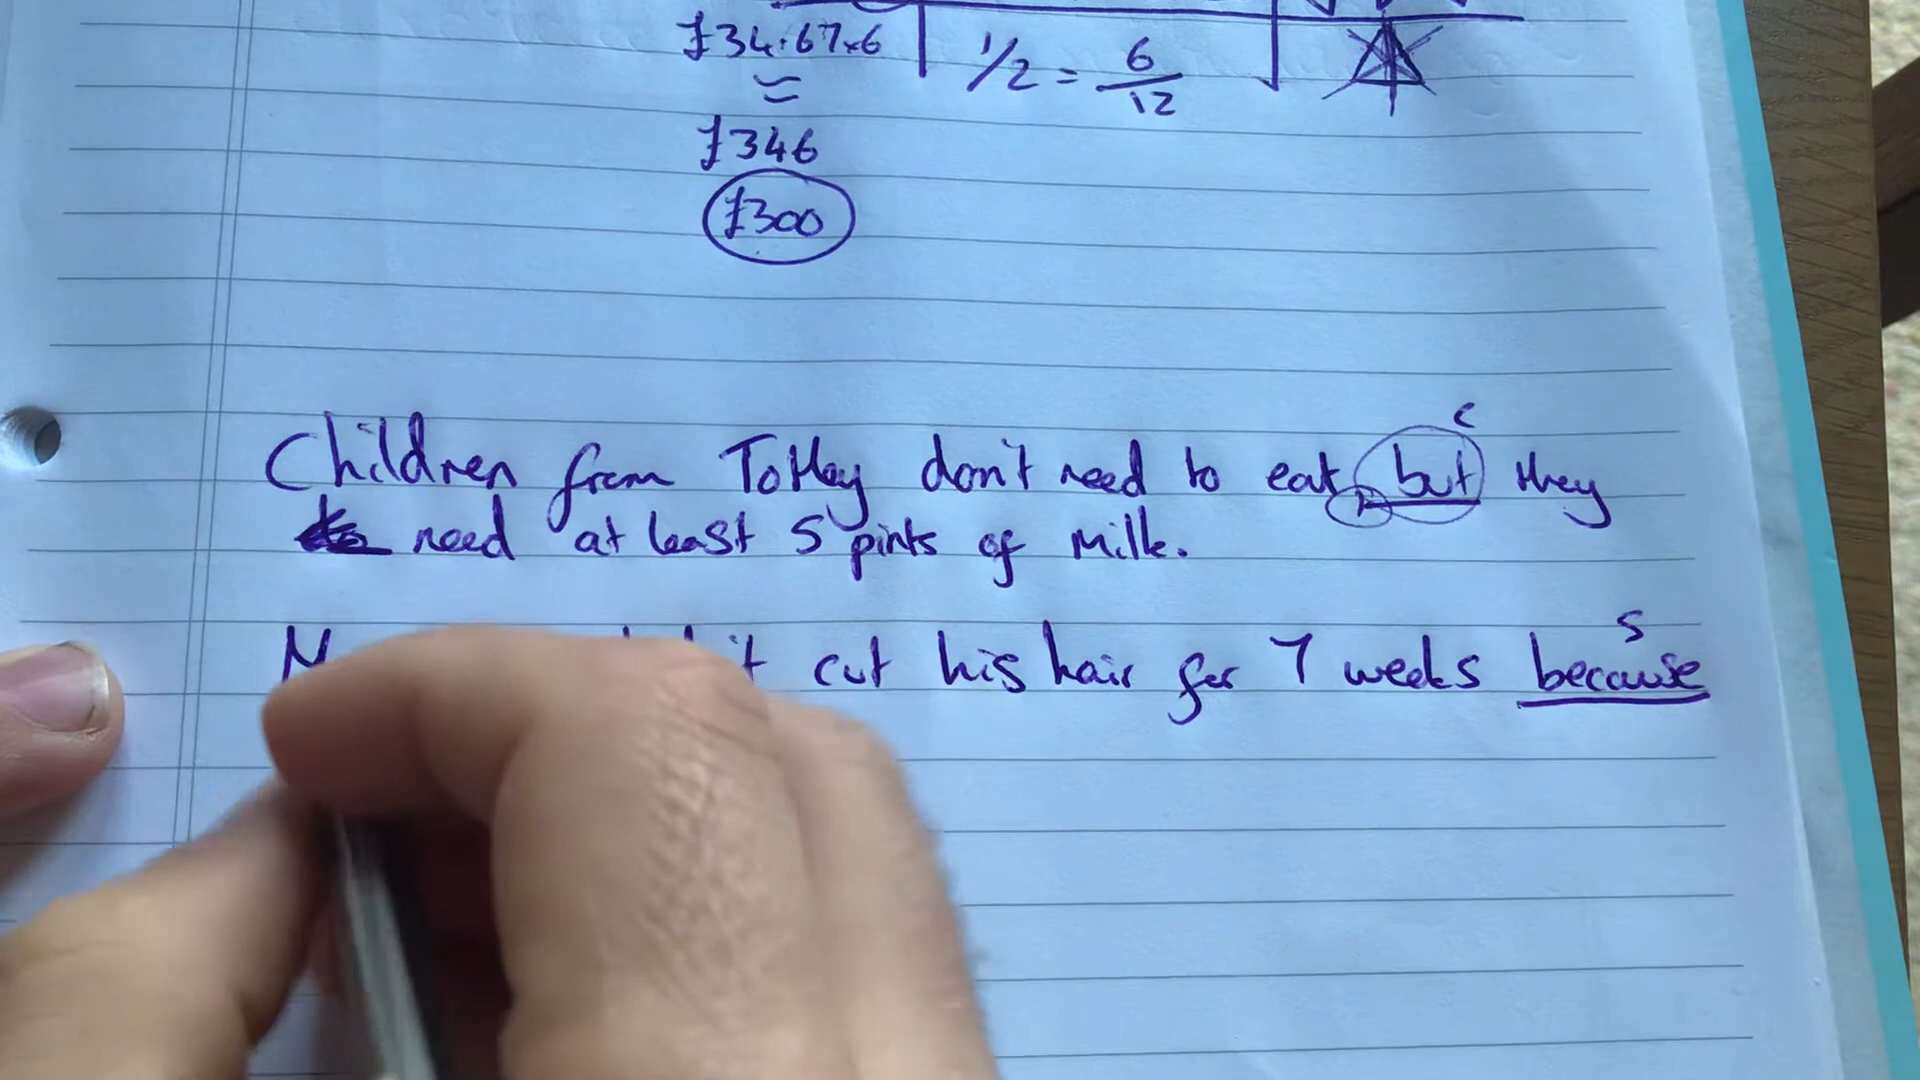 £34.67×6
1/2 = 6/12
≈
£346
£300
c
Children from Totley don't need to eat, but they
need at least 5 pints of milk.
s
cut his hair for 7 weeks because